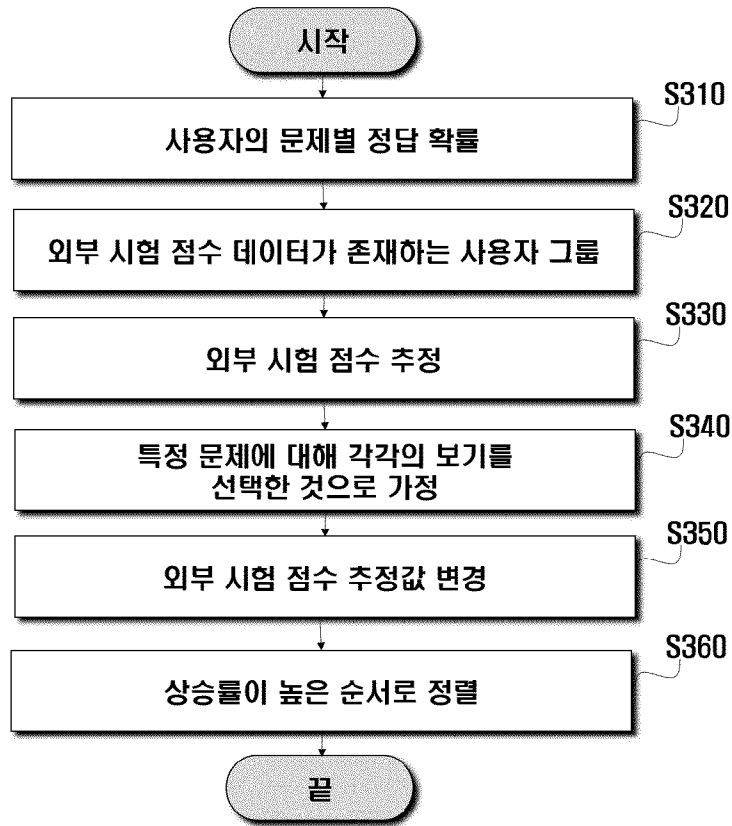 시작
S310
사용자의 문제별 정답 확률
S320
외부 시험 점수 데이터가 존재하는 사용자 그룹
S330
외부 시험 점수 추정
S340
특정 문제에 대해 각각의 보기를
선택한 것으로 가정
S350
외부 시험 점수 추정값 변경
S360
상승률이 높은 순서로 정렬
끝